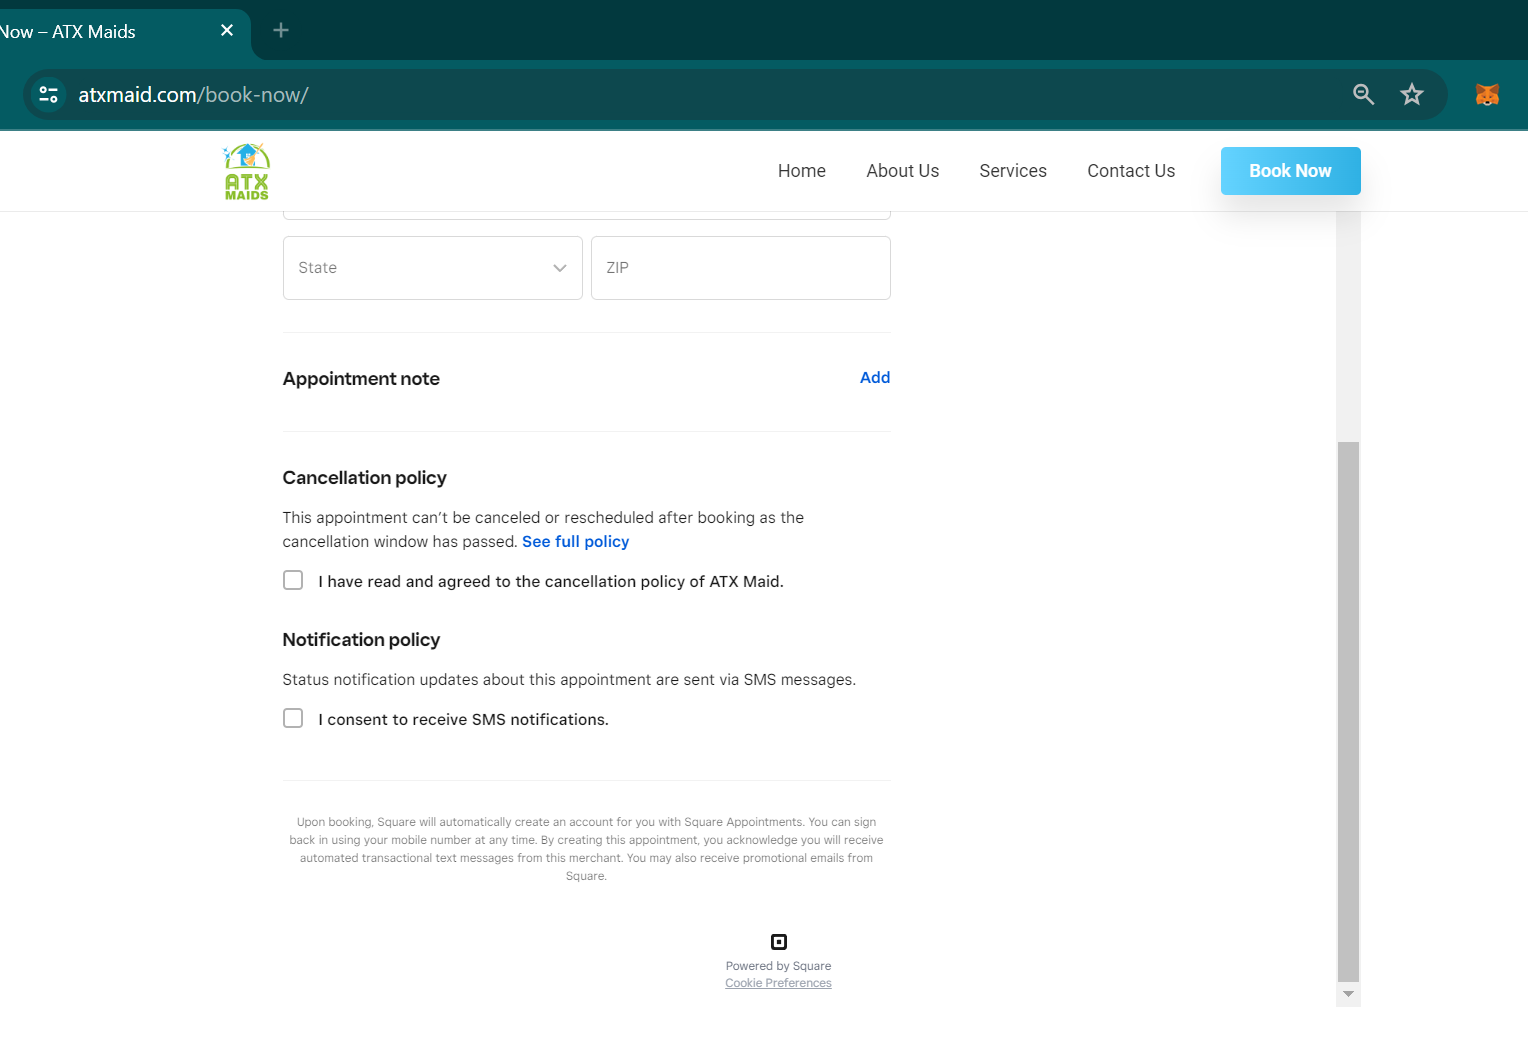 Now – ATX Maids
atxmaid.com/book-now/
ATX
MAIDS
Home
About Us
Services
Contact Us
Book Now
State
ZIP
Appointment note
Add
Cancellation policy
This appointment can’t be canceled or rescheduled after booking as the
cancellation window has passed. See full policy
I have read and agreed to the cancellation policy of ATX Maid.
Notification policy
Status notification updates about this appointment are sent via SMS messages.
I consent to receive SMS notifications.
Upon booking, Square will automatically create an account for you with Square Appointments. You can sign
back in using your mobile number at any time. By creating this appointment, you acknowledge you will receive
automated transactional text messages from this merchant. You may also receive promotional emails from
Square.
Powered by Square
Cookie Preferences